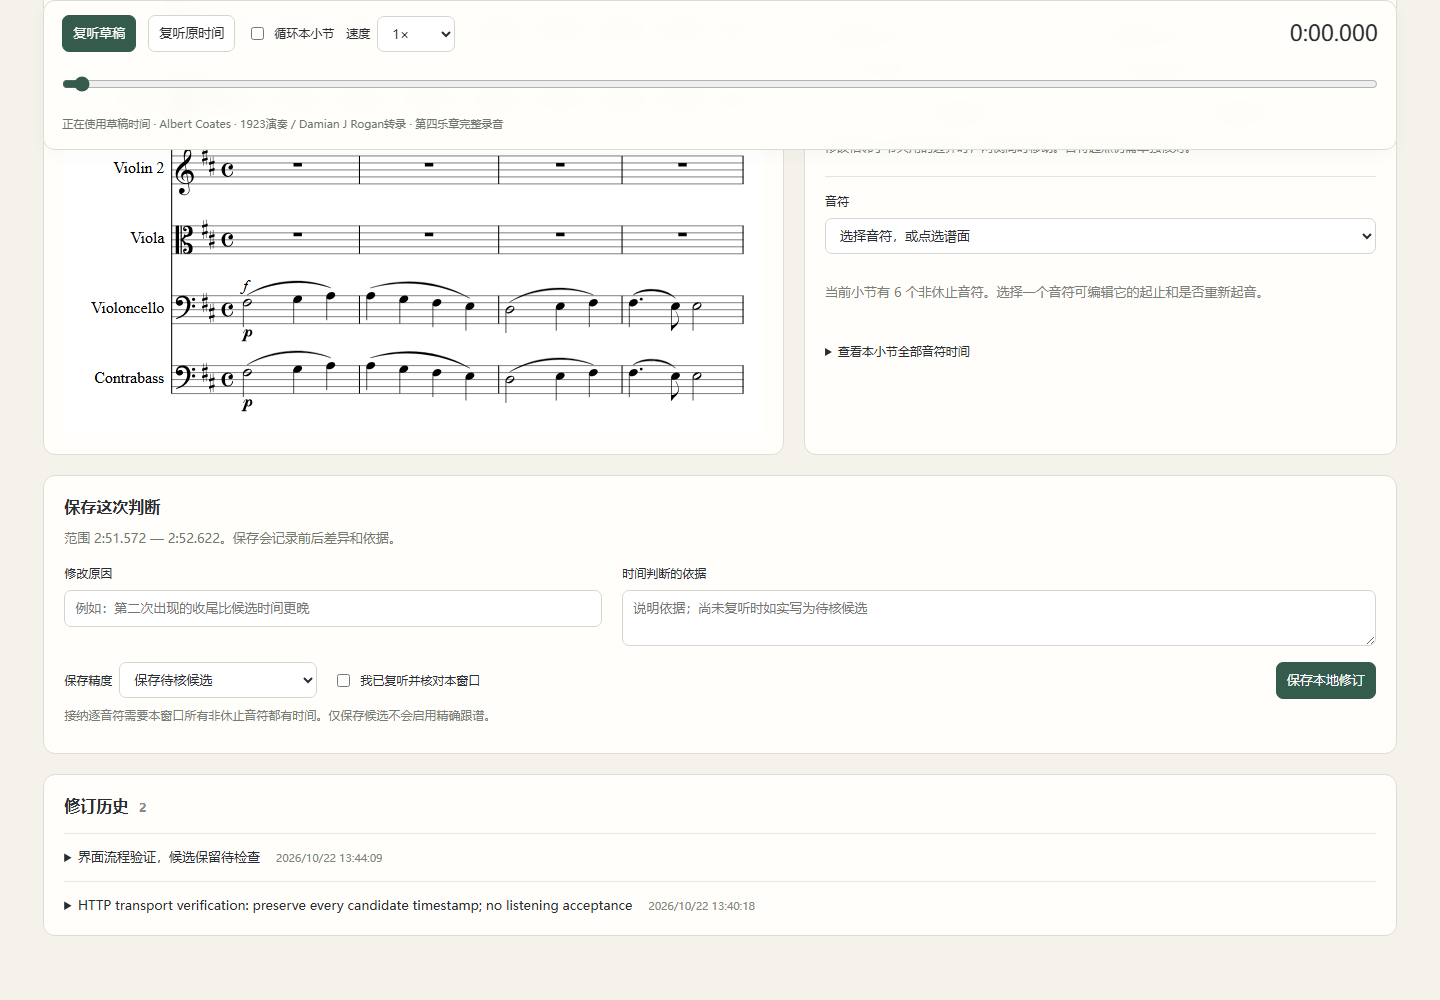 复听草稿 复听原时间 循环本小节 速度 1× 0:00.000
正在使用草稿时间 · Albert Coates · 1923演奏 / Damian J Rogan转录 · 第四乐章完整录音
Violin 2
Viola
f
Violoncello
p
Contrabass
p
音符
选择音符，或点选谱面
当前小节有 6 个非休止音符。选择一个音符可编辑它的起止和是否重新起音。
查看本小节全部音符时间
保存这次判断
范围 2:51.572 — 2:52.622。保存会记录前后差异和依据。
修改原因
例如：第二次出现的收尾比候选时间更晚
时间判断的依据
说明依据；尚未复听时如实写为待核候选
保存精度 保存待核候选 我已复听并核对本窗口 保存本地修订
接纳逐音符需要本窗口所有非休止音符都有时间。仅保存候选不会启用精确跟谱。
修订历史 2
界面流程验证，候选保留待检查 2026/10/22 13:44:09
HTTP transport verification: preserve every candidate timestamp; no listening acceptance 2026/10/22 13:40:18